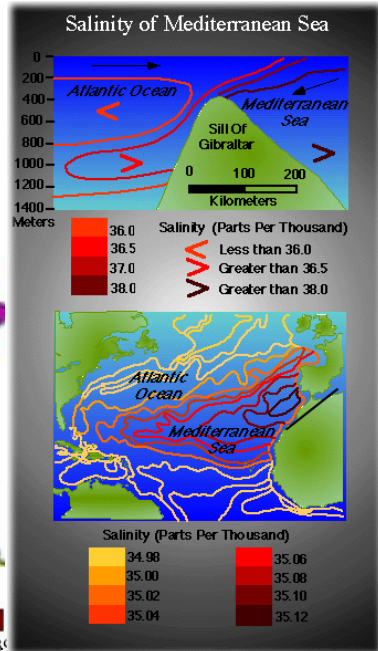 Salinity of Mediterranean Sea
0
200
400
600
800
1000
1200
1400
Meters
Atlantic Ocean
Mediterranean
Sea
Sill Of
Gibraltar
0 100 200
Kilometers
36.0
36.5
37.0
38.0
Salinity (Parts Per Thousand)
< Less than 36.0
> Greater than 36.5
> Greater than 38.0
Atlantic
Ocean
Mediterranean
Sea
Salinity (Parts Per Thousand)
34.98
35.00
35.02
35.04
35.06
35.08
35.10
35.12